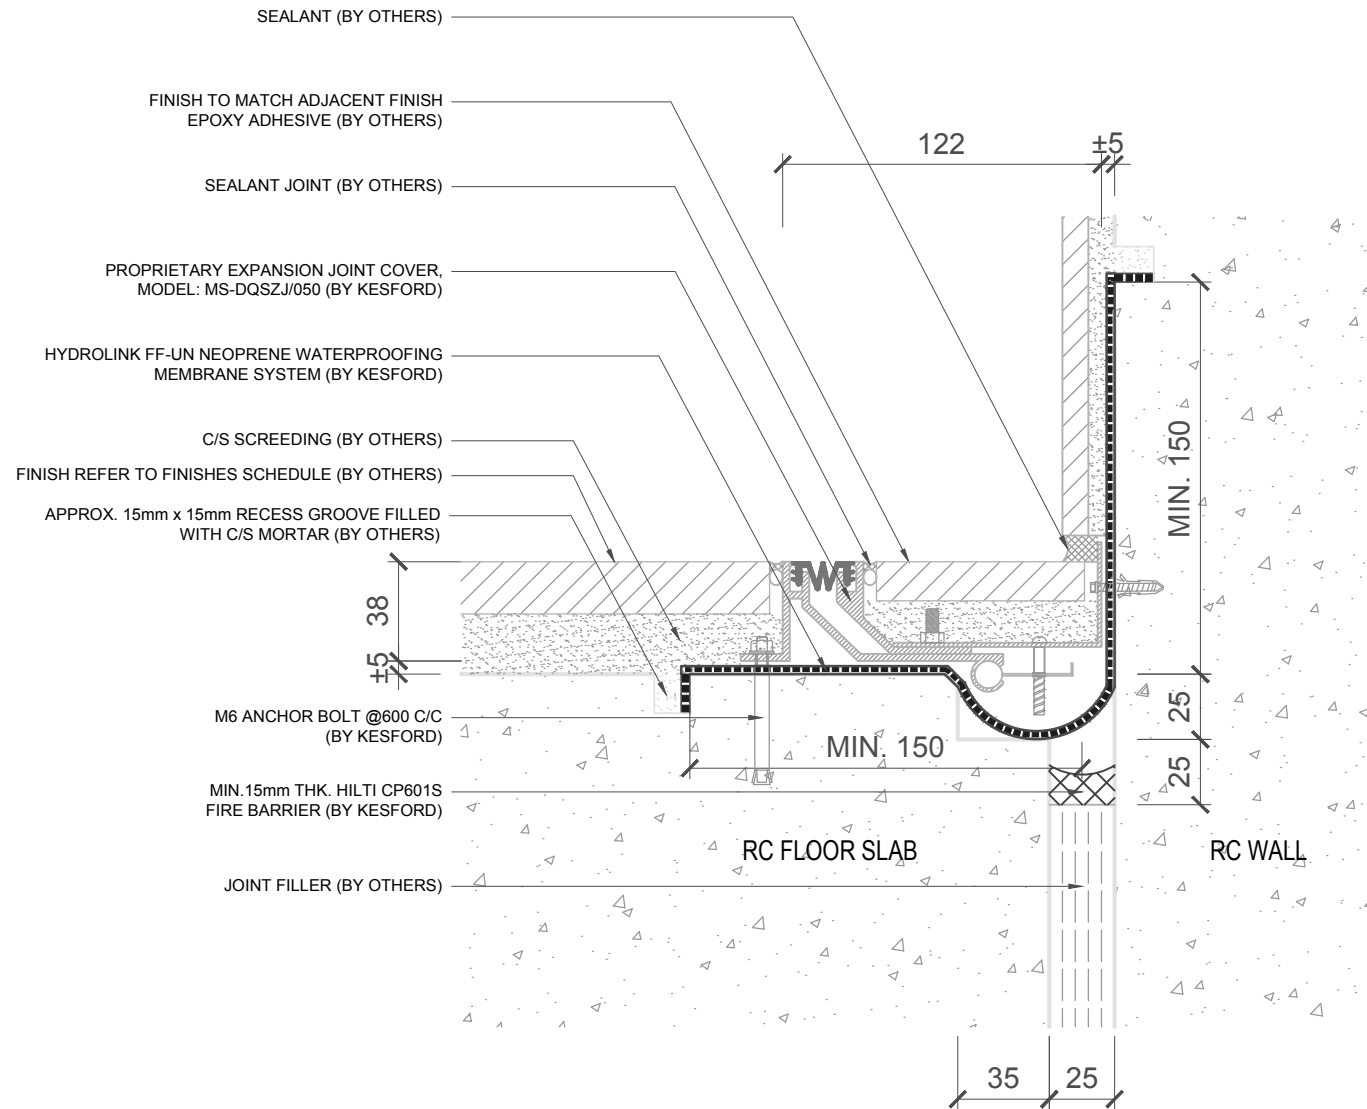 SEALANT (BY OTHERS)
FINISH TO MATCH ADJACENT FINISH
EPOXY ADHESIVE (BY OTHERS)
122
±5
SEALANT JOINT (BY OTHERS)
PROPRIETARY EXPANSION JOINT COVER,
MODEL: MS-DQSZJ/050 (BY KESFORD)
HYDROLINK FF-UN NEOPRENE WATERPROOFING
MEMBRANE SYSTEM (BY KESFORD)
C/S SCREEDING (BY OTHERS)
FINISH REFER TO FINISHES SCHEDULE (BY OTHERS)
APPROX. 15mm x 15mm RECESS GROOVE FILLED
WITH C/S MORTAR (BY OTHERS)
MIN. 150
38
±5
M6 ANCHOR BOLT @600 C/C
(BY KESFORD)
MIN. 150
25
25
MIN.15mm THK. HILTI CP601S
FIRE BARRIER (BY KESFORD)
RC FLOOR SLAB
RC WALL
JOINT FILLER (BY OTHERS)
35
25